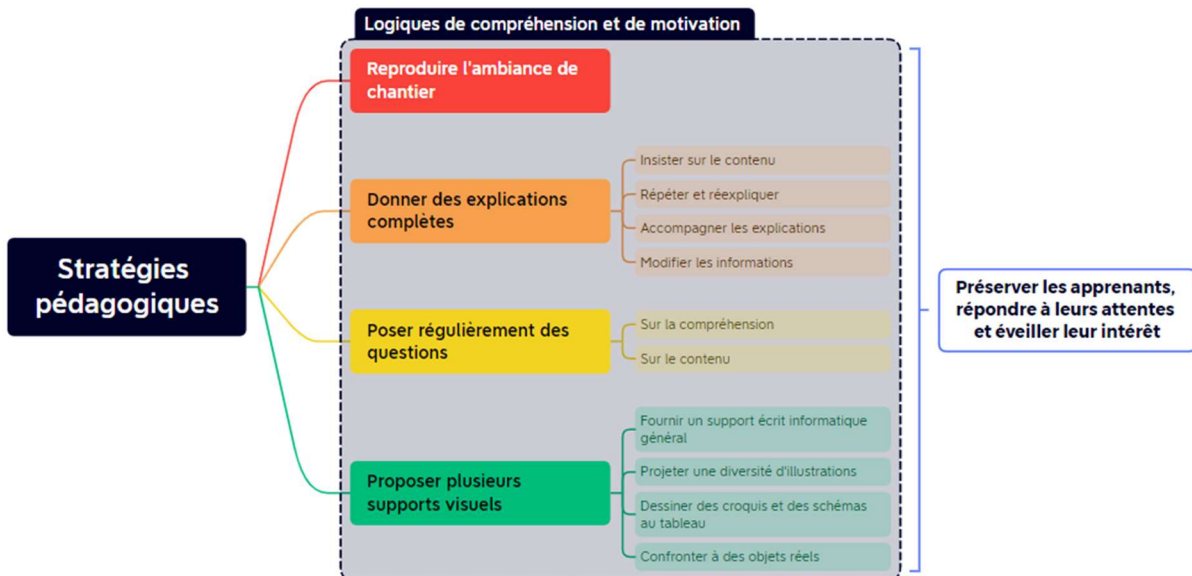 Logiques de compréhension et de motivation
Stratégies
pédagogiques
Reproduire l'ambiance de
chantier
Donner des explications
complètes
Insister sur le contenu
Répéter et réexpliquer
Accompagner les explications
Modifier les informations
Poser régulièrement des
questions
Sur la compréhension
Sur le contenu
Proposer plusieurs
supports visuels
Fournir un support écrit informatique
général
Projeter une diversité d'illustrations
Dessiner des croquis et des schémas
au tableau
Confronter à des objets réels
Préserver les apprenants,
répondre à leurs attentes
et éveiller leur intérêt